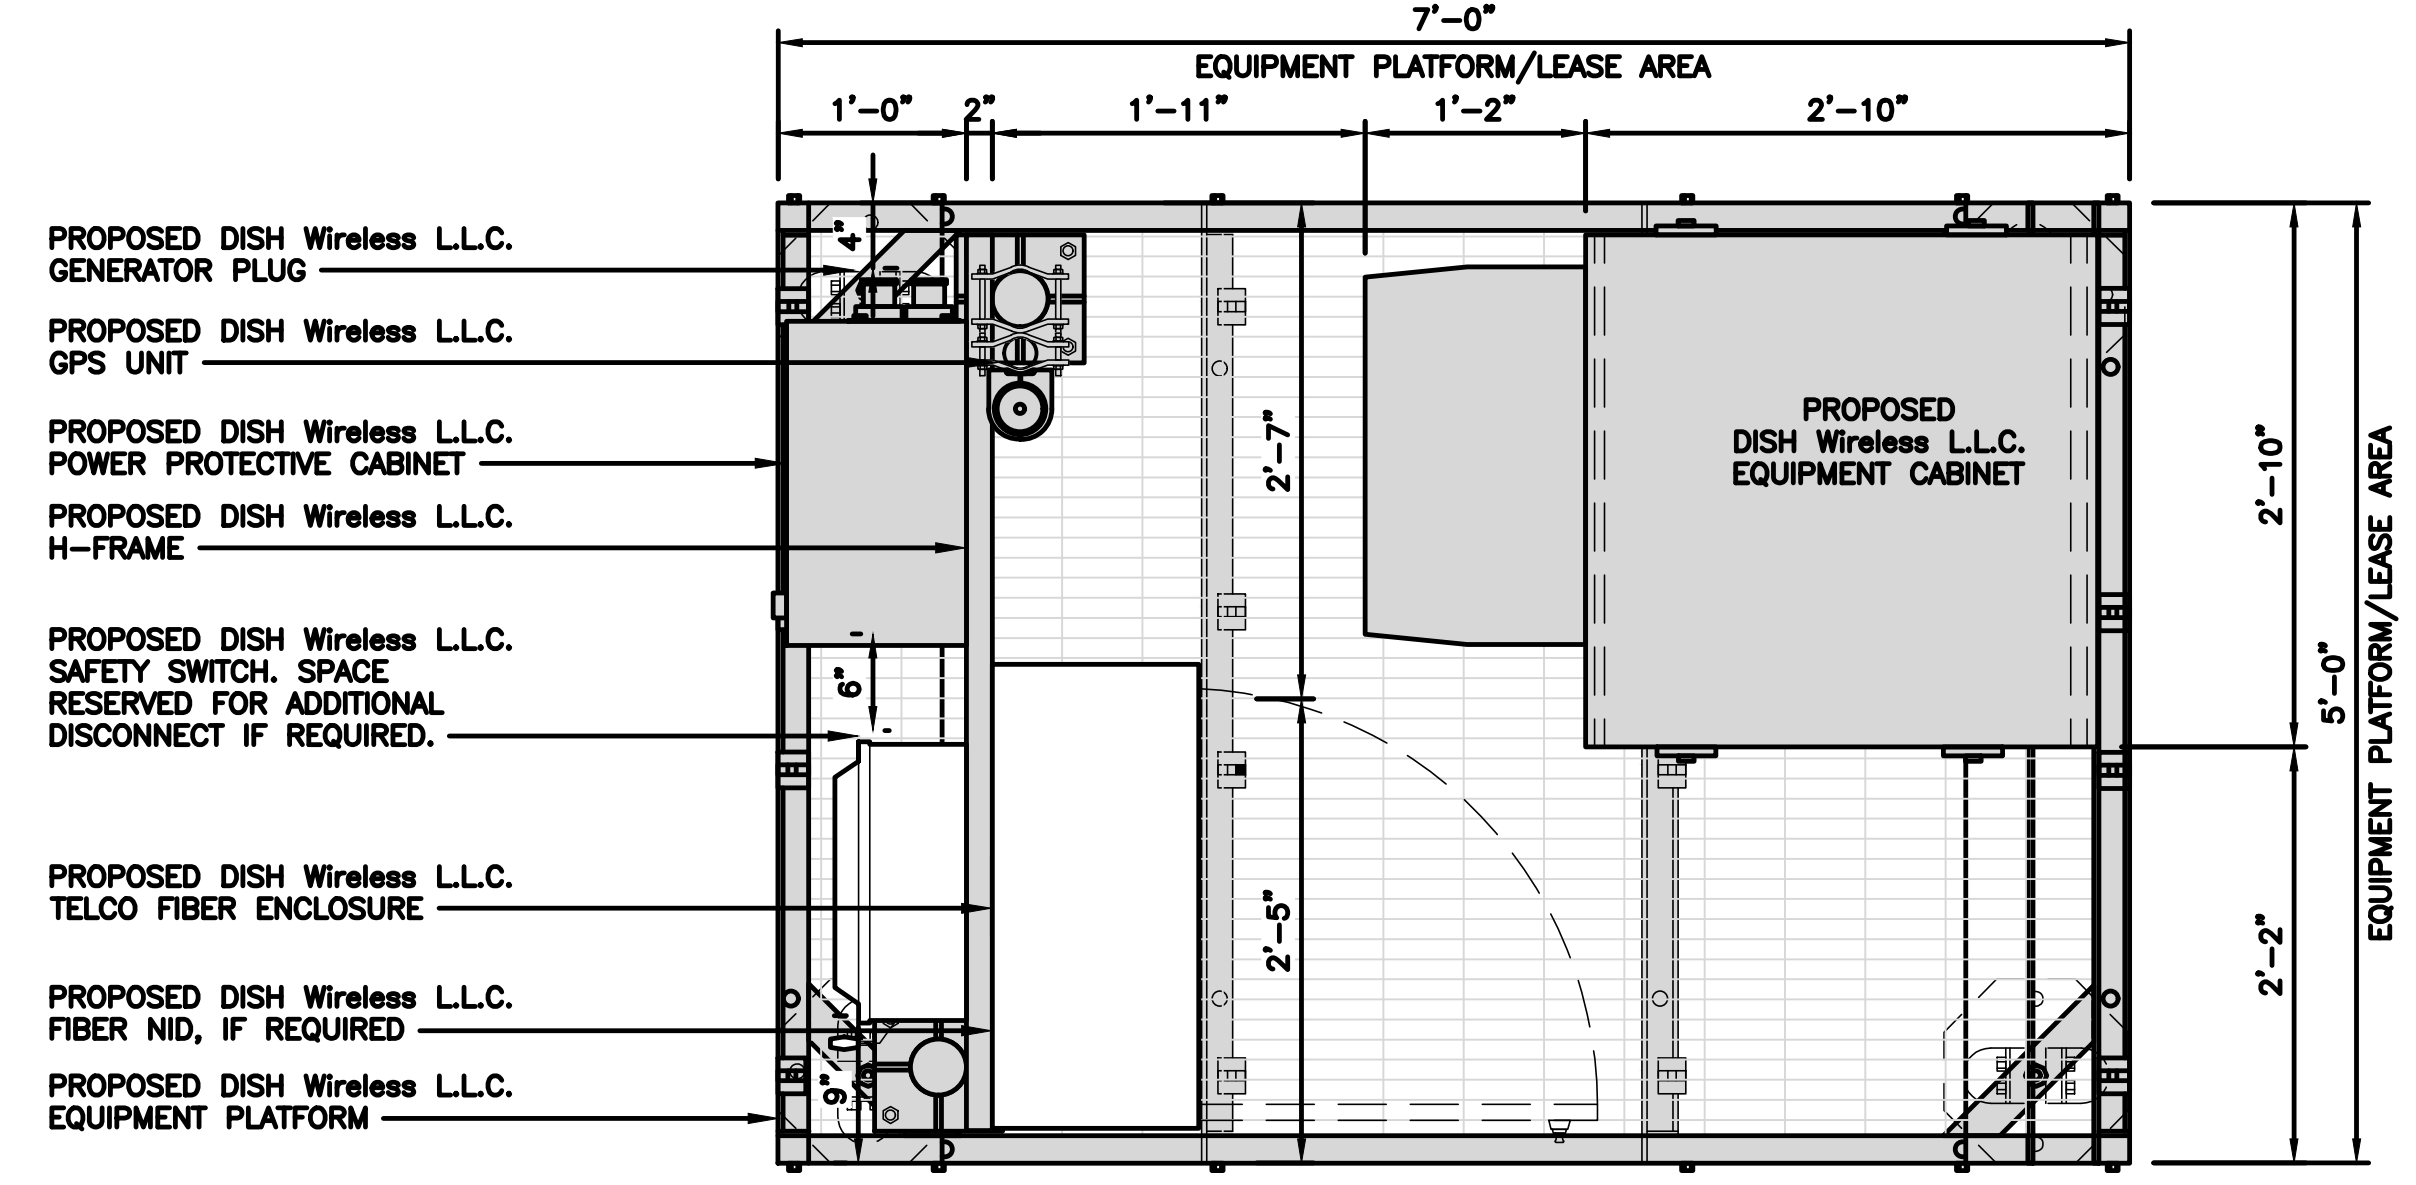 7'-0"
EQUIPMENT PLATFORM/LEASE AREA
1'-0"
2"
1'-11"
1'-2"
2'-10"
4"
PROPOSED DISH Wireless L.L.C.
GENERATOR PLUG
PROPOSED DISH Wireless L.L.C.
GPS UNIT
PROPOSED DISH Wireless L.L.C.
POWER PROTECTIVE CABINET
PROPOSED DISH Wireless L.L.C.
H-FRAME
PROPOSED DISH Wireless L.L.C.
SAFETY SWITCH. SPACE
RESERVED FOR ADDITIONAL
DISCONNECT IF REQUIRED.
PROPOSED DISH Wireless L.L.C.
TELCO FIBER ENCLOSURE
PROPOSED DISH Wireless L.L.C.
FIBER NID, IF REQUIRED
PROPOSED DISH Wireless L.L.C.
EQUIPMENT PLATFORM
6"
9"
2'-7"
2'-5"
PROPOSED
DISH Wireless L.L.C.
EQUIPMENT CABINET
2'-10"
2'-2"
5'-0"
EQUIPMENT PLATFORM/LEASE AREA